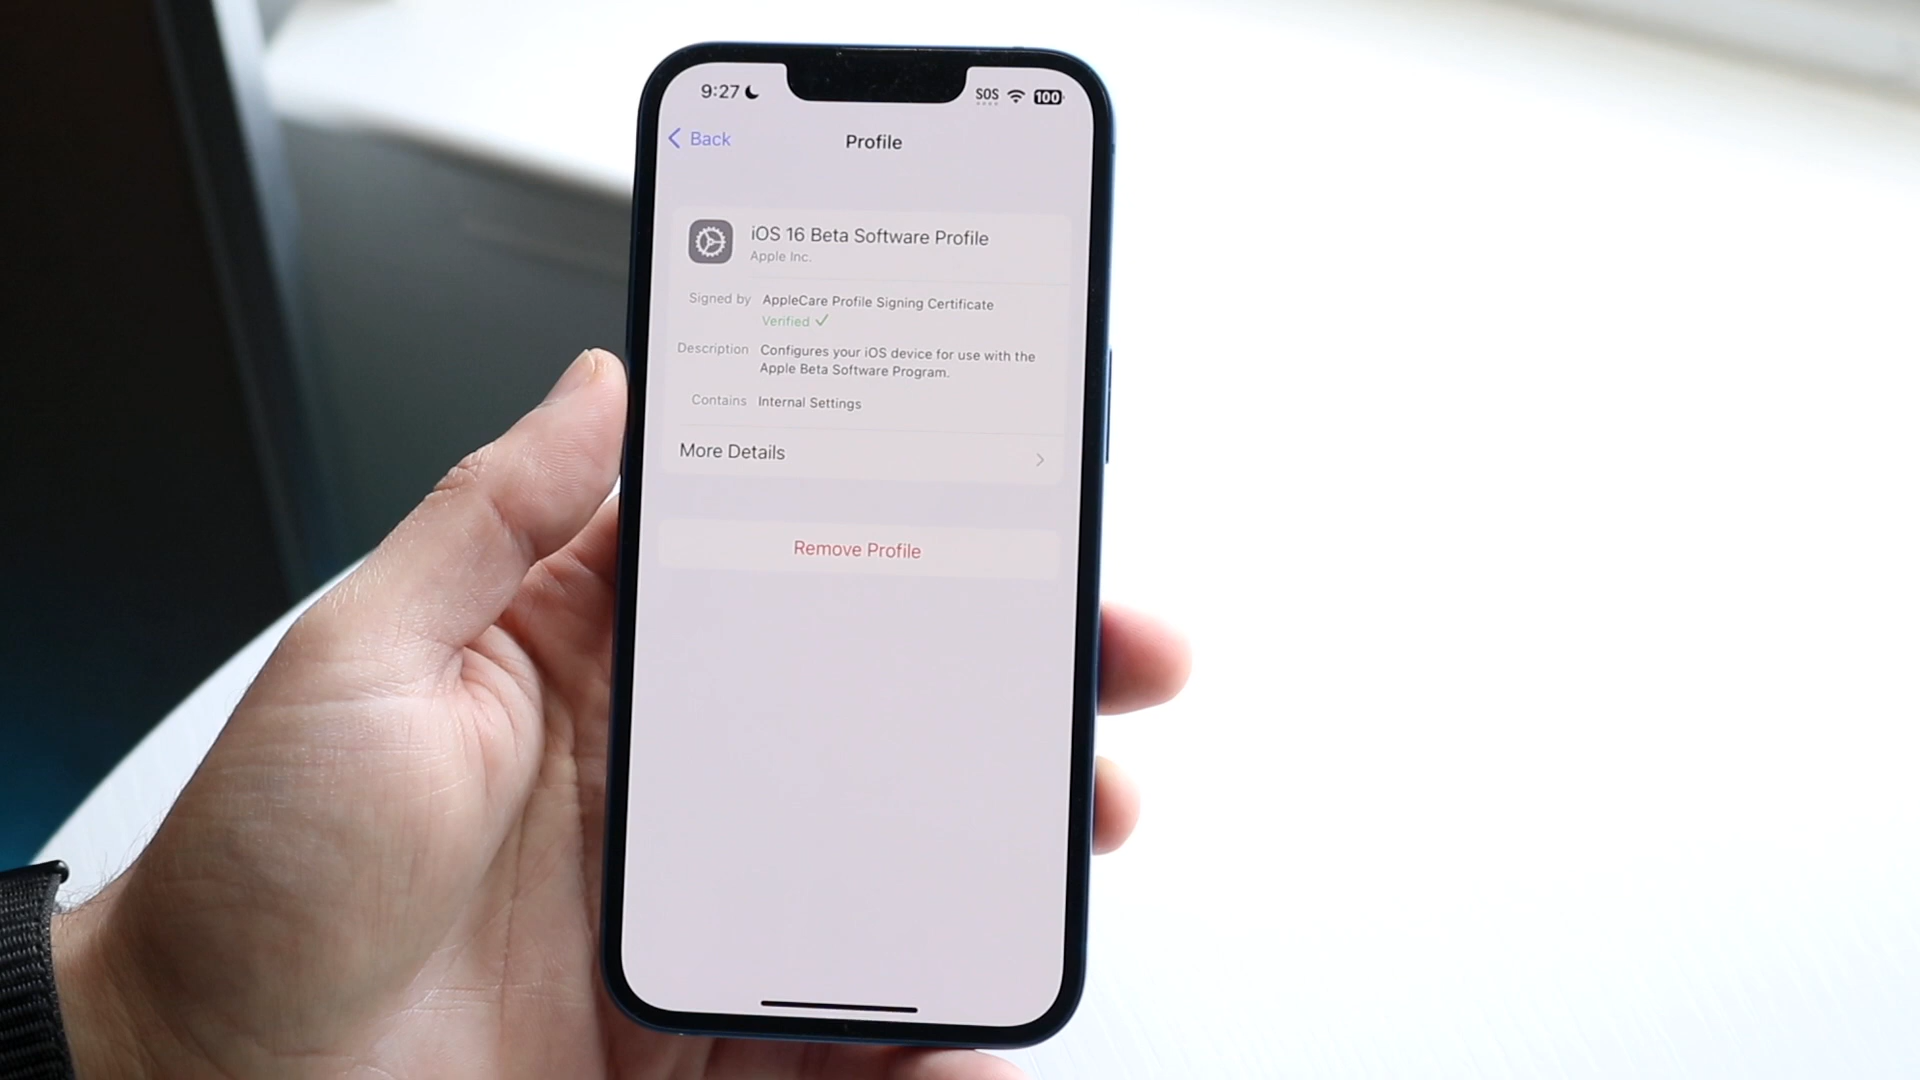 9:27
SOS
100
Back
Profile
iOS 16 Beta Software Profile
Apple Inc.
Signed by AppleCare Profile Signing Certificate
Verified
Description Configures your iOS device for use with the
Apple Beta Software Program.
Contains Internal Settings
More Details
Remove Profile